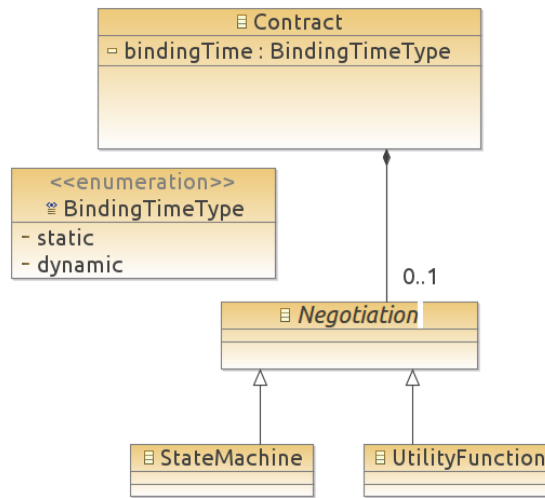 Contract
bindingTime : BindingTimeType
<<enumeration>>
BindingTimeType
- static
- dynamic
0..1
Negotiation
StateMachine
UtilityFunction